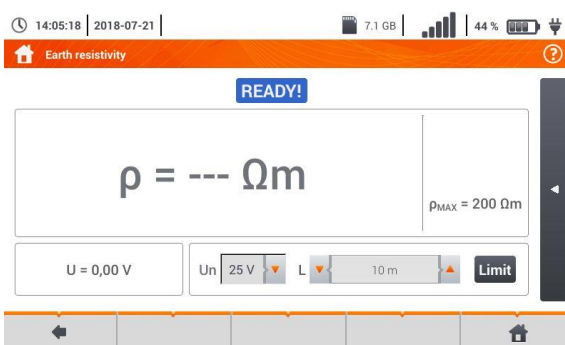 14:05:18 2018-07-21 7.1 GB 44 %
Earth resistivity ?
READY!
ρ = --- Ωm
ρMAX = 200 Ωm
U = 0,00 V Un 25 V L 10 m Limit